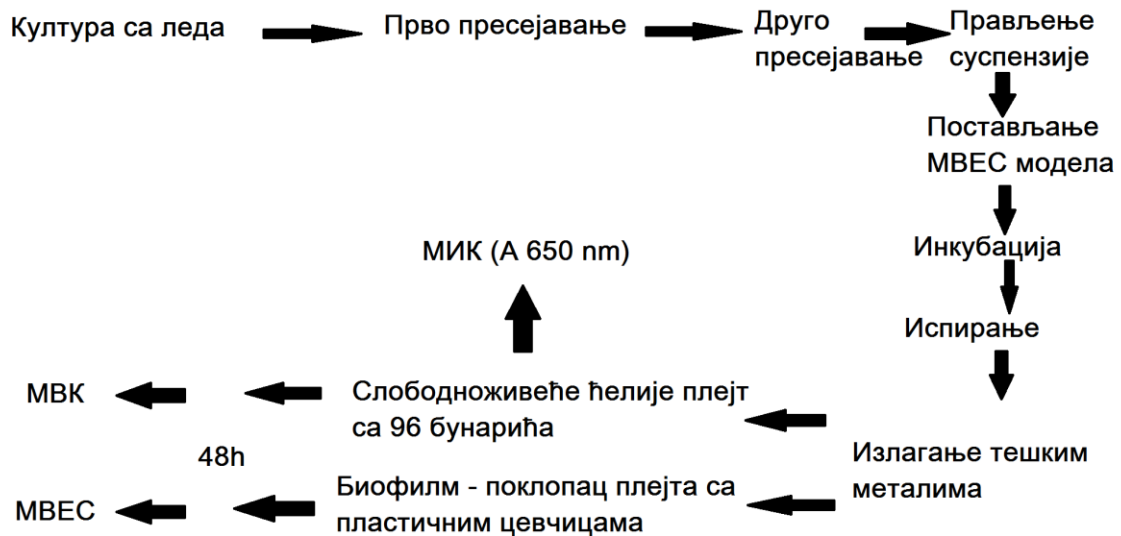 Култура са леда
Прво пресејавање
Друго
пресејавање
Прављење
суспензије
Постављање
МВЕС модела
Инкубација
Испирање
Излагање тешким
металима
Слободноживеће ћелије плејт
са 96 бунарића
МИК (А 650 nm)
МВК
48h
Биофилм - поклопац плејта са
пластичним цевчицама
МВЕС